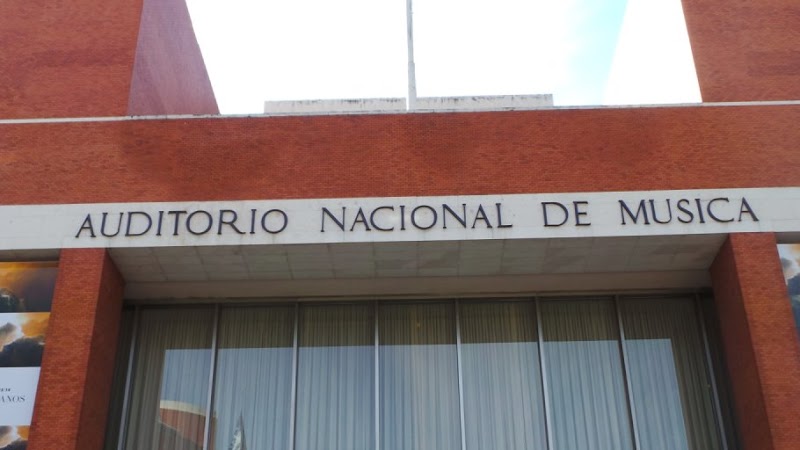 AUDITORIO NACIONAL DE MUSICA